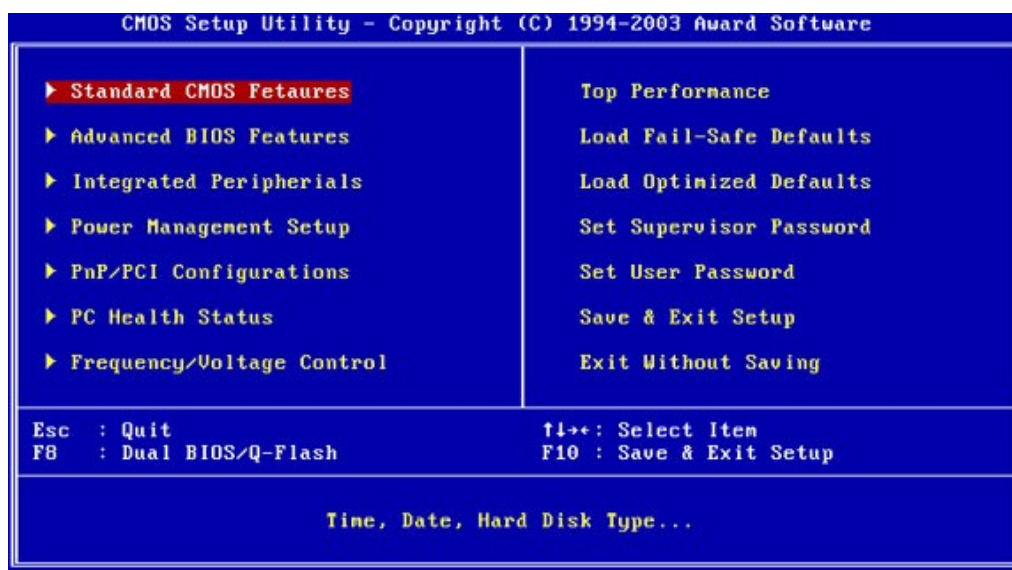 CMOS Setup Utility - Copyright (C) 1994-2003 Award Software
Standard CMOS Fetaures
Advanced BIOS Features
Integrated Peripherials
Power Management Setup
PnP/PCI Configurations
PC Health Status
Frequency/Voltage Control
Top Performance
Load Fail-Safe Defaults
Load Optimized Defaults
Set Supervisor Password
Set User Password
Save & Exit Setup
Exit Without Saving
Esc : Quit
F8 : Dual BIOS/Q-Flash
↑↓→←: Select Item
F10 : Save & Exit Setup
Time, Date, Hard Disk Type...